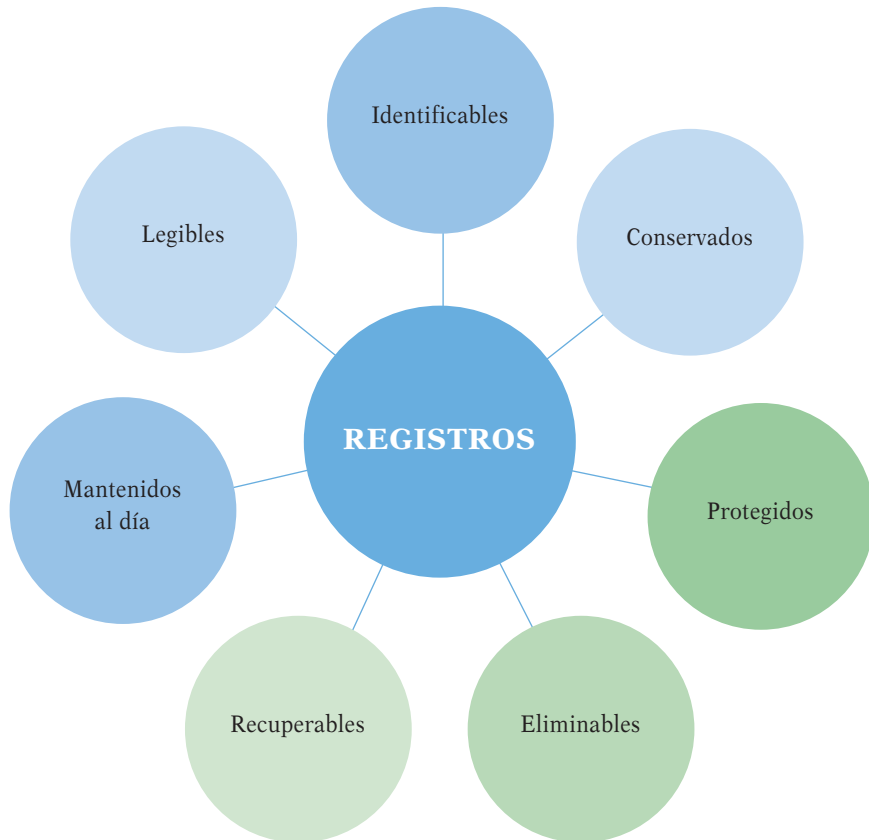 Identificables
Legibles
Conservados
REGISTROS
Mantenidos
al día
Protegidos
Recuperables
Eliminables